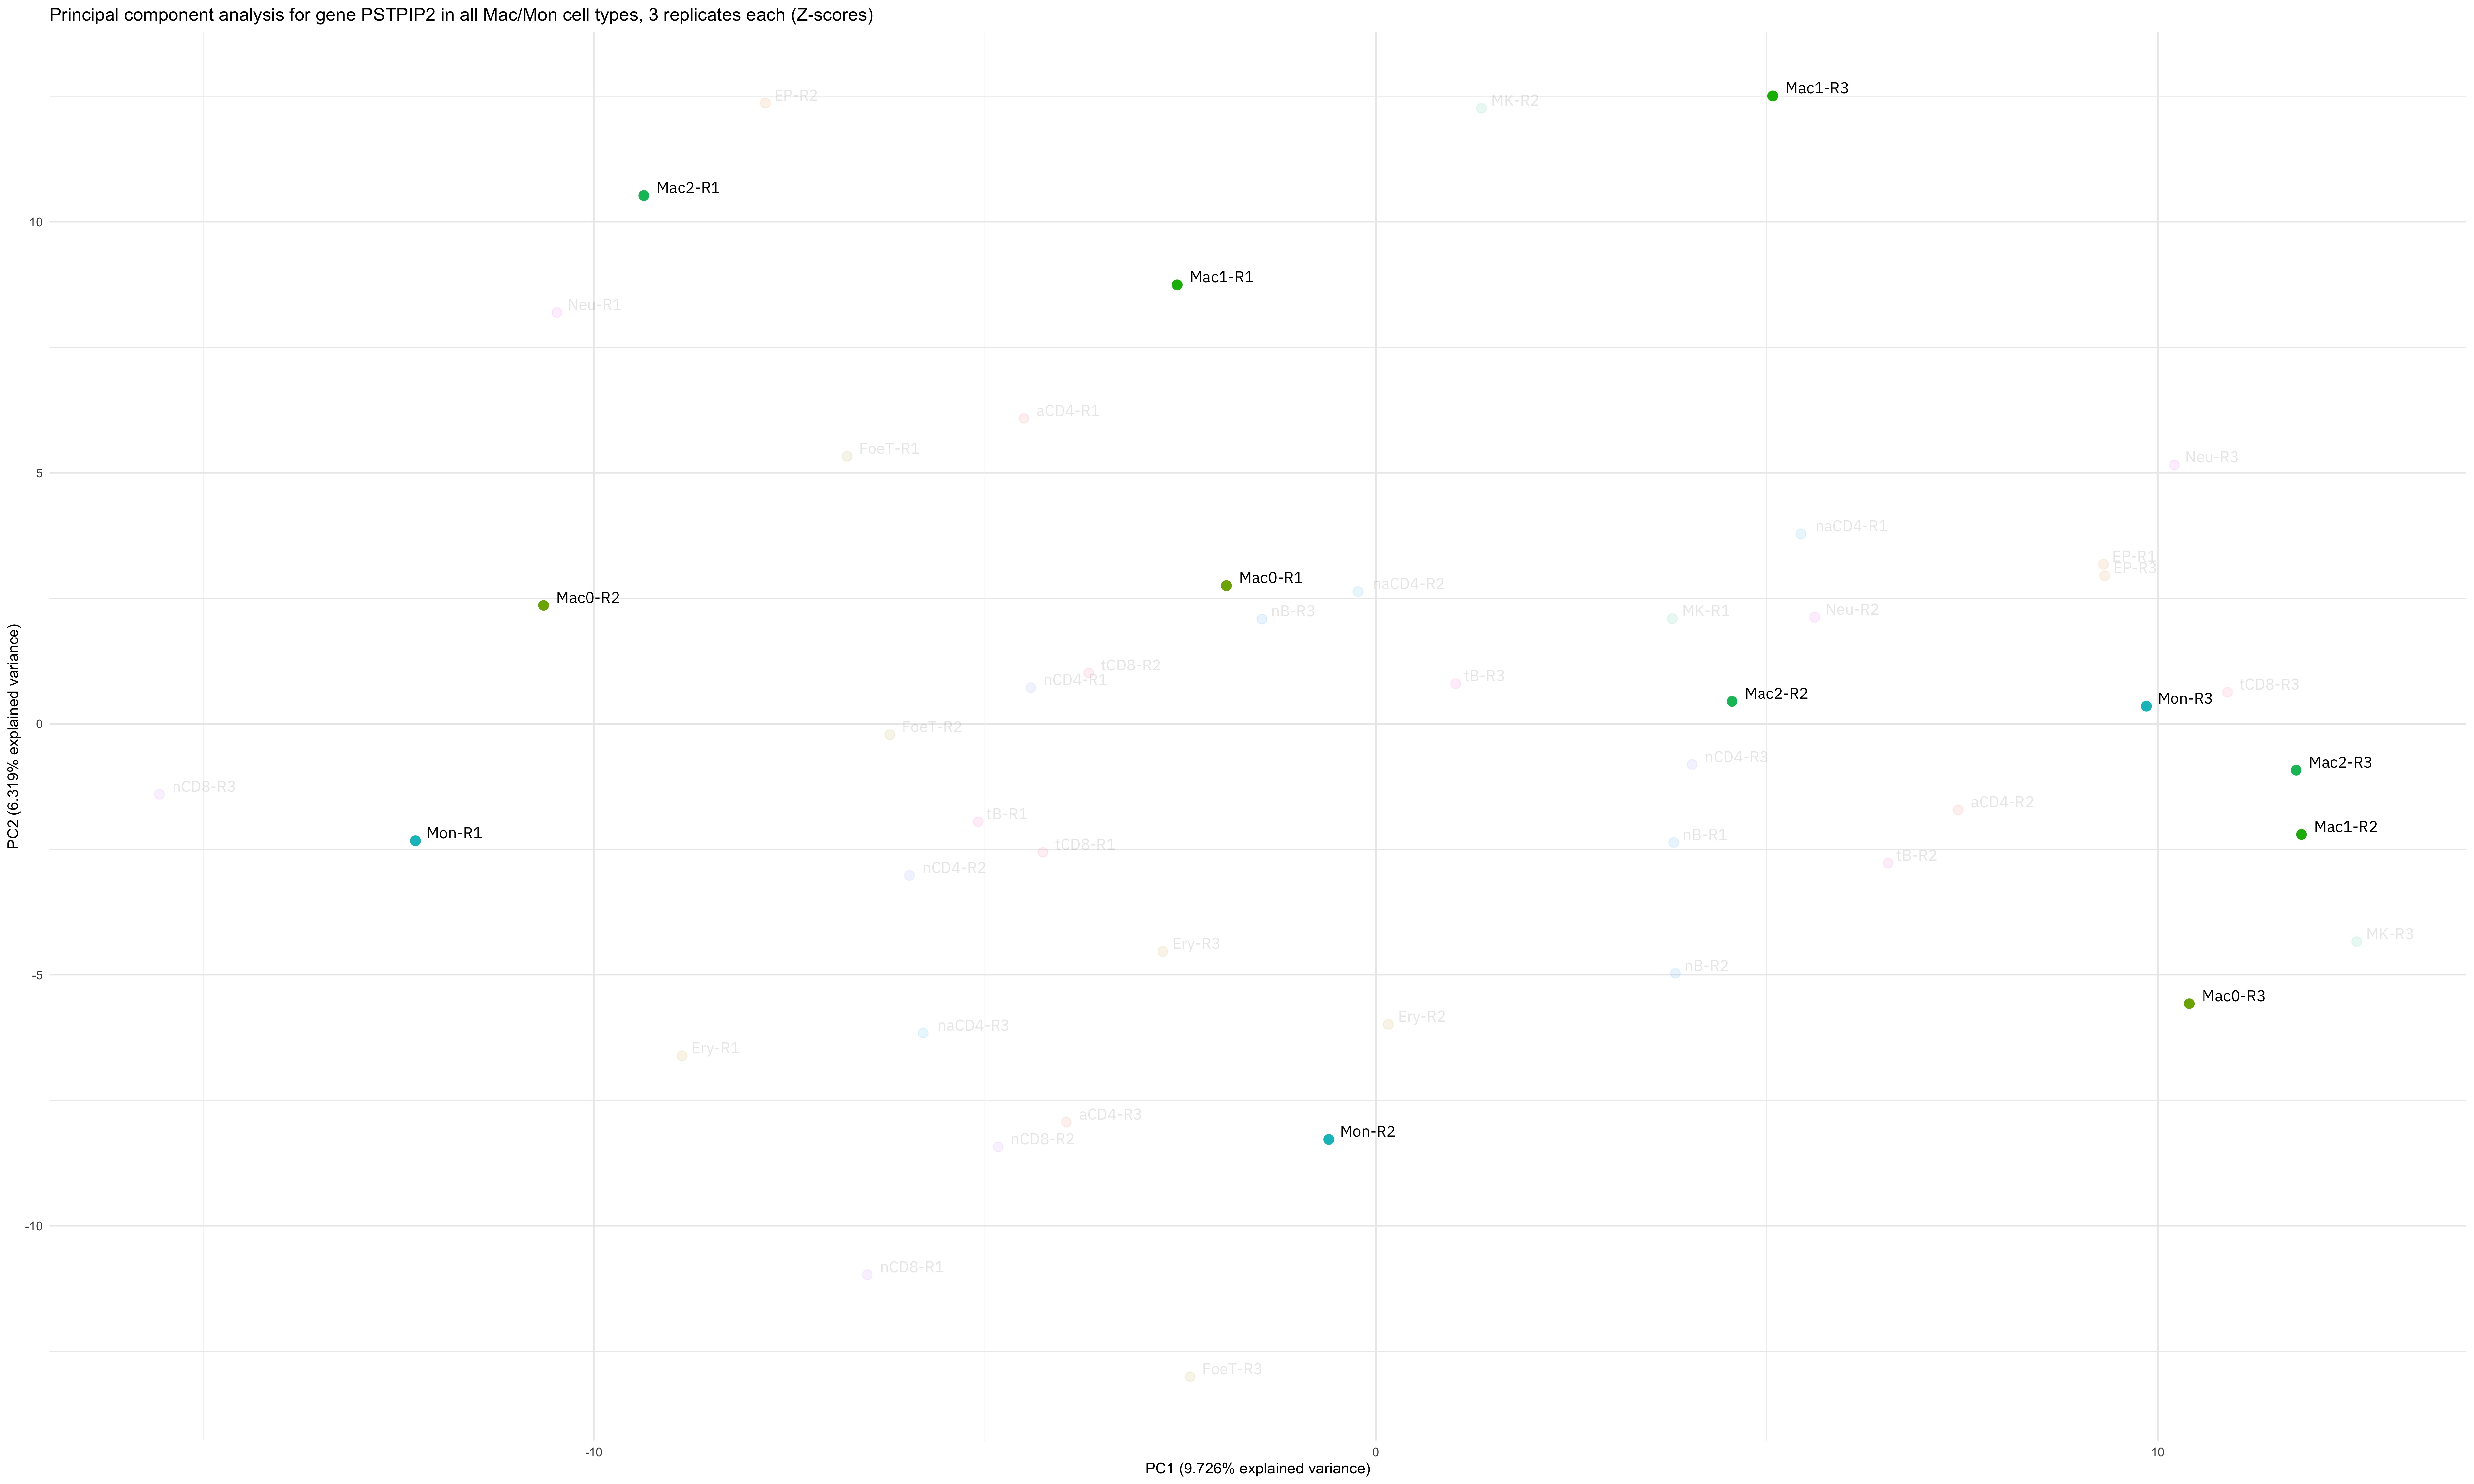 Principal component analysis for gene PSTPIP2 in all Mac/Mon cell types, 3 replicates each (Z-scores)
Mac1-R3
EP-R2
MK-R2
Mac2-R1
10
Mac1-R1
Neu-R1
aCD4-R1
FoeT-R1
Neu-R3
5
naCD4-R1
EP-R1
EP-R3
Mac0-R1
naCD4-R2
Mac0-R2
nB-R3
MK-R1
Neu-R2
tCD8-R2
nCD4-R1
tB-R3
tCD8-R3
Mac2-R2
Mon-R3
0
FoeT-R2
nCD4-R3
Mac2-R3
nCD8-R3
aCD4-R2
tB-R1
Mac1-R2
Mon-R1
nB-R1
tCD8-R1
tB-R2
nCD4-R2
MK-R3
Ery-R3
nB-R2
-5
Mac0-R3
Ery-R2
naCD4-R3
Ery-R1
aCD4-R3
Mon-R2
nCD8-R2
-10
nCD8-R1
FoeT-R3
-10
0
10
PC1 (9.726% explained variance)
PC2 (6.319% explained variance)